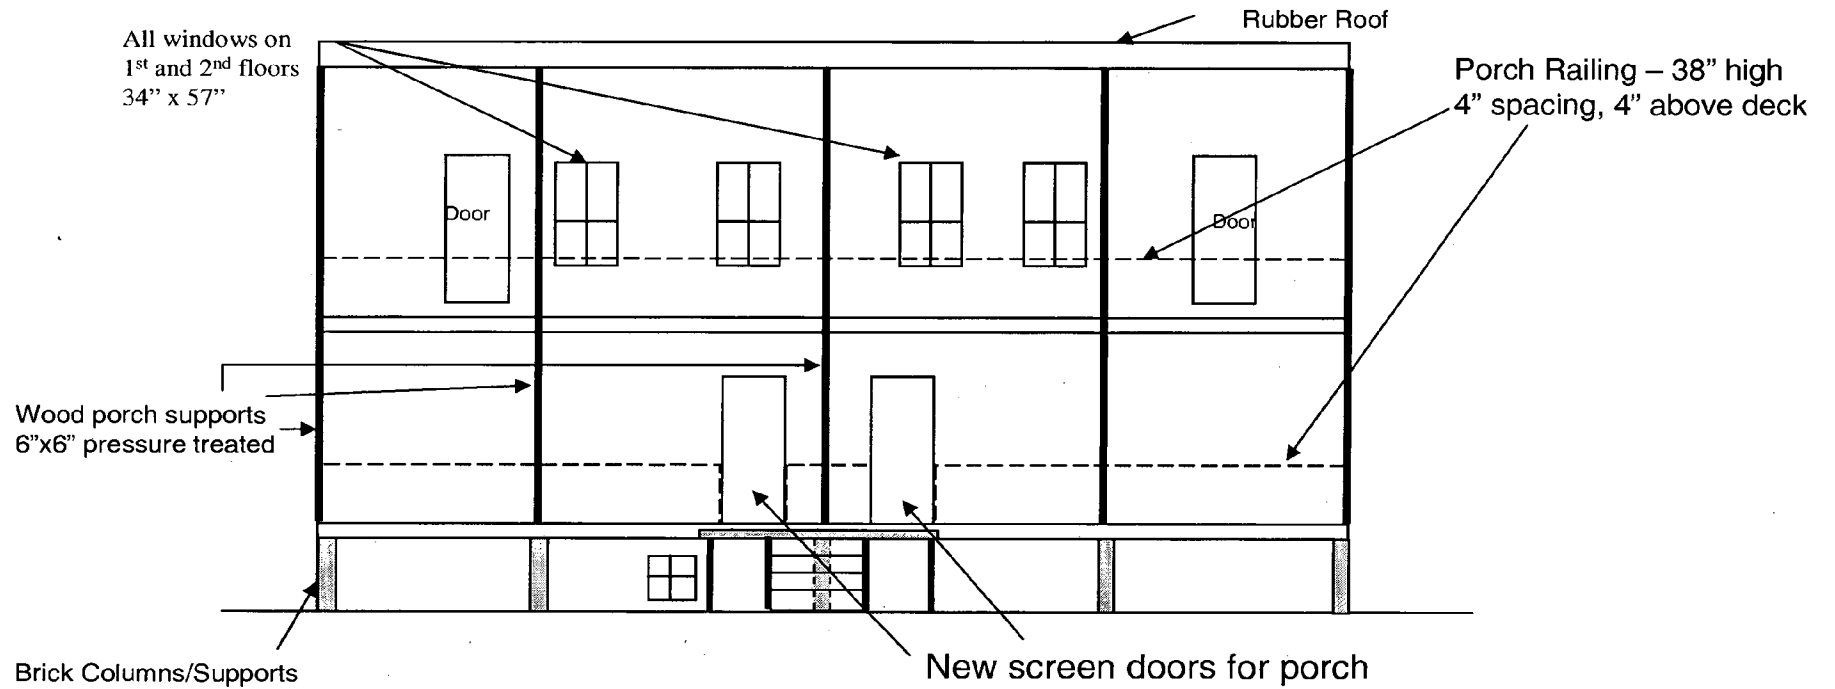 Rubber Roof
All windows on
1st and 2nd floors
34” x 57”
Porch Railing – 38” high
4” spacing, 4” above deck
Door
Door
Wood porch supports
6”x6” pressure treated
New screen doors for porch
Brick Columns/Supports